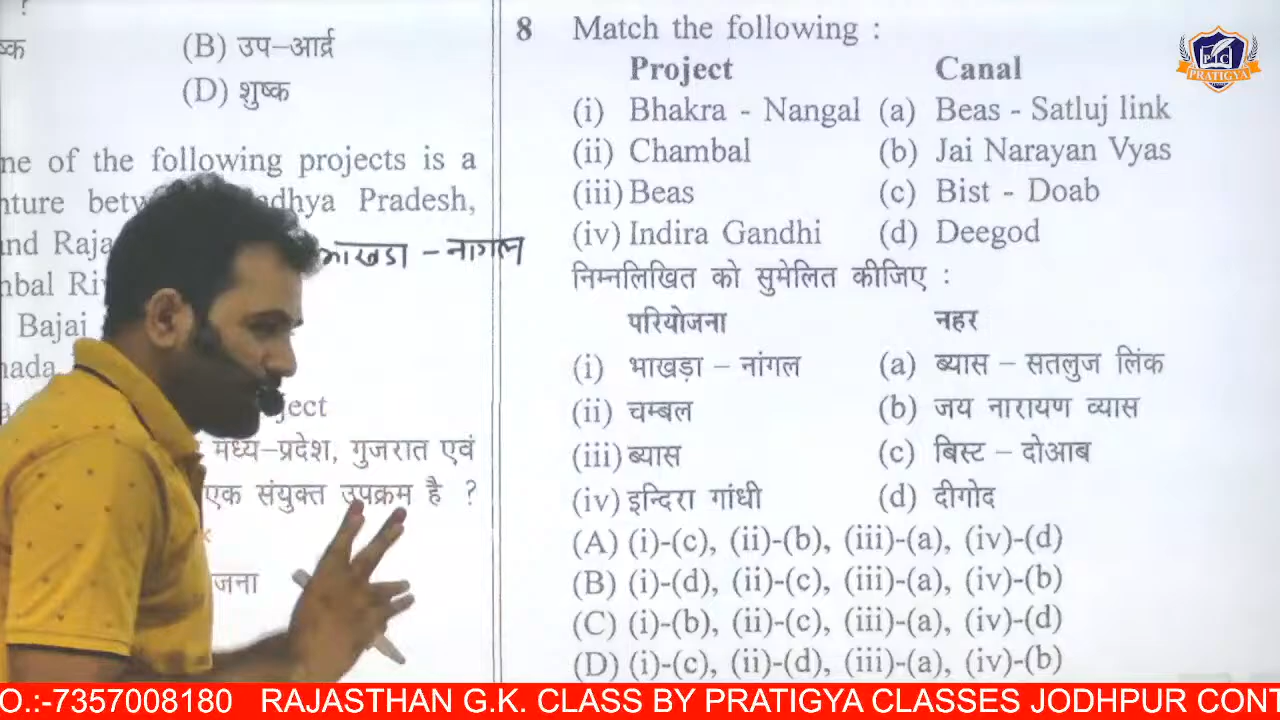 ?
ष्क
(B) उप–आर्द्र
(D) शुष्क
ne of the following projects is a
nture betw dhya Pradesh,
nd Raja
nbal Ri
Bajai
nada
ject
मध्य–प्रदेश, गुजरात एवं
एक संयुक्त उपक्रम है ?
जना
भाखडा – नागल
8 Match the following :
Project Canal
(i) Bhakra - Nangal (a) Beas - Satluj link
(ii) Chambal (b) Jai Narayan Vyas
(iii) Beas (c) Bist - Doab
(iv) Indira Gandhi (d) Deegod
निम्नलिखित को सुमेलित कीजिए :
परियोजना नहर
(i) भाखड़ा – नांगल (a) ब्यास – सतलुज लिंक
(ii) चम्बल (b) जय नारायण व्यास
(iii) ब्यास (c) बिस्ट – दोआब
(iv) इन्दिरा गांधी (d) दीगोद
(A) (i)-(c), (ii)-(b), (iii)-(a), (iv)-(d)
(B) (i)-(d), (ii)-(c), (iii)-(a), (iv)-(b)
(C) (i)-(b), (ii)-(c), (iii)-(a), (iv)-(d)
(D) (i)-(c), (ii)-(d), (iii)-(a), (iv)-(b)
PRATIGYA
O.:-7357008180 RAJASTHAN G.K. CLASS BY PRATIGYA CLASSES JODHPUR CONT